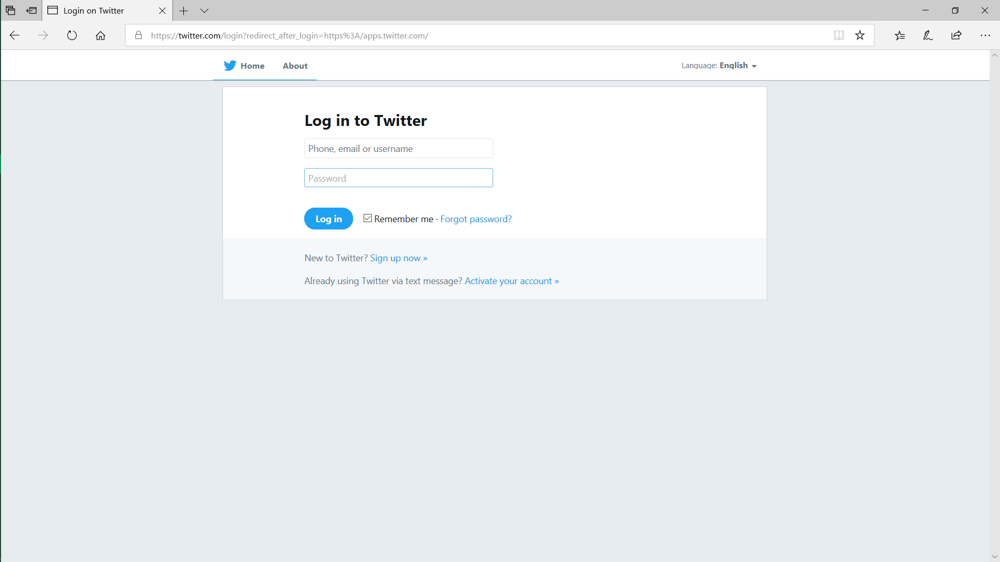 Login on Twitter
https://twitter.com/login?redirect_after_login=https%3A/apps.twitter.com/
Home About Language: English
Log in to Twitter
Phone, email or username
Password
Log in Remember me · Forgot password?
New to Twitter? Sign up now »
Already using Twitter via text message? Activate your account »